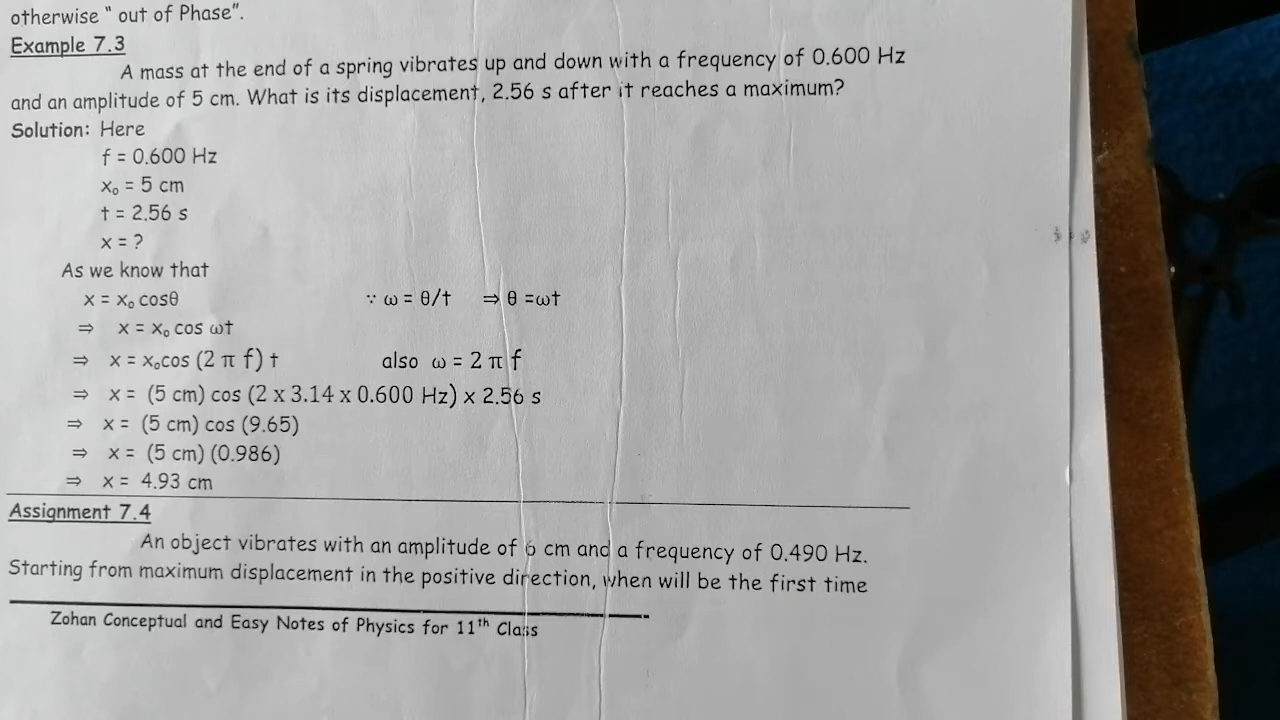 otherwise " out of Phase".
Example 7.3
A mass at the end of a spring vibrates up and down with a frequency of 0.600 Hz
and an amplitude of 5 cm. What is its displacement, 2.56 s after it reaches a maximum?
Solution: Here
f = 0.600 Hz
x₀ = 5 cm
t = 2.56 s
x = ?
As we know that
x = x₀ cosθ ∵ ω = θ/t ⇒ θ =ωt
⇒ x = x₀ cos ωt
⇒ x = x₀cos (2 π f) t also ω = 2 π f
⇒ x = (5 cm) cos (2 x 3.14 x 0.600 Hz) x 2.56 s
⇒ x = (5 cm) cos (9.65)
⇒ x = (5 cm) (0.986)
⇒ x = 4.93 cm
Assignment 7.4
An object vibrates with an amplitude of 6 cm and a frequency of 0.490 Hz.
Starting from maximum displacement in the positive direction, when will be the first time
Zohan Conceptual and Easy Notes of Physics for 11th Class